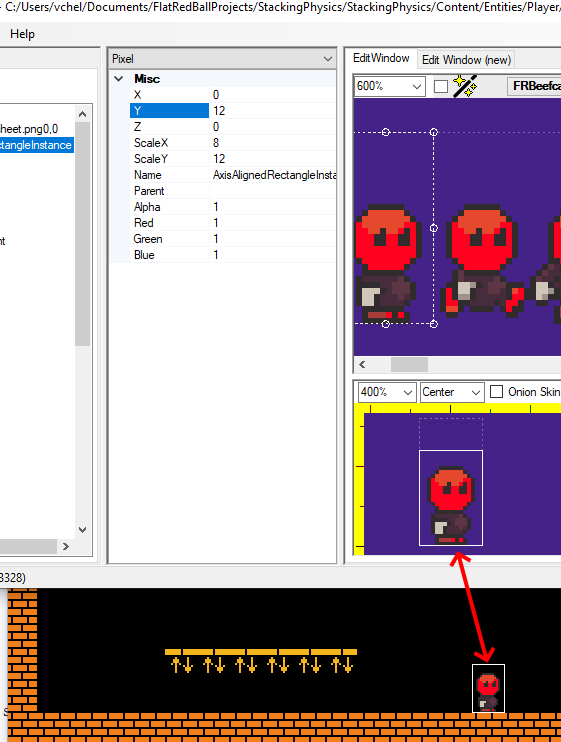 - C:/Users/vchel/Documents/FlatRedBallProjects/StackingPhysics/StackingPhysics/Content/Entities/Player/
Help
Pixel
Misc
X 0
Y 12
Z 0
ScaleX 8
ScaleY 12
Name AxisAlignedRectangleInsta
Parent
Alpha 1
Red 1
Green 1
Blue 1
heet.png0,0
ctangleInstance
nt
EditWindow Edit Window (new)
600% FRBeefca
400% Center Onion Skin
3328)